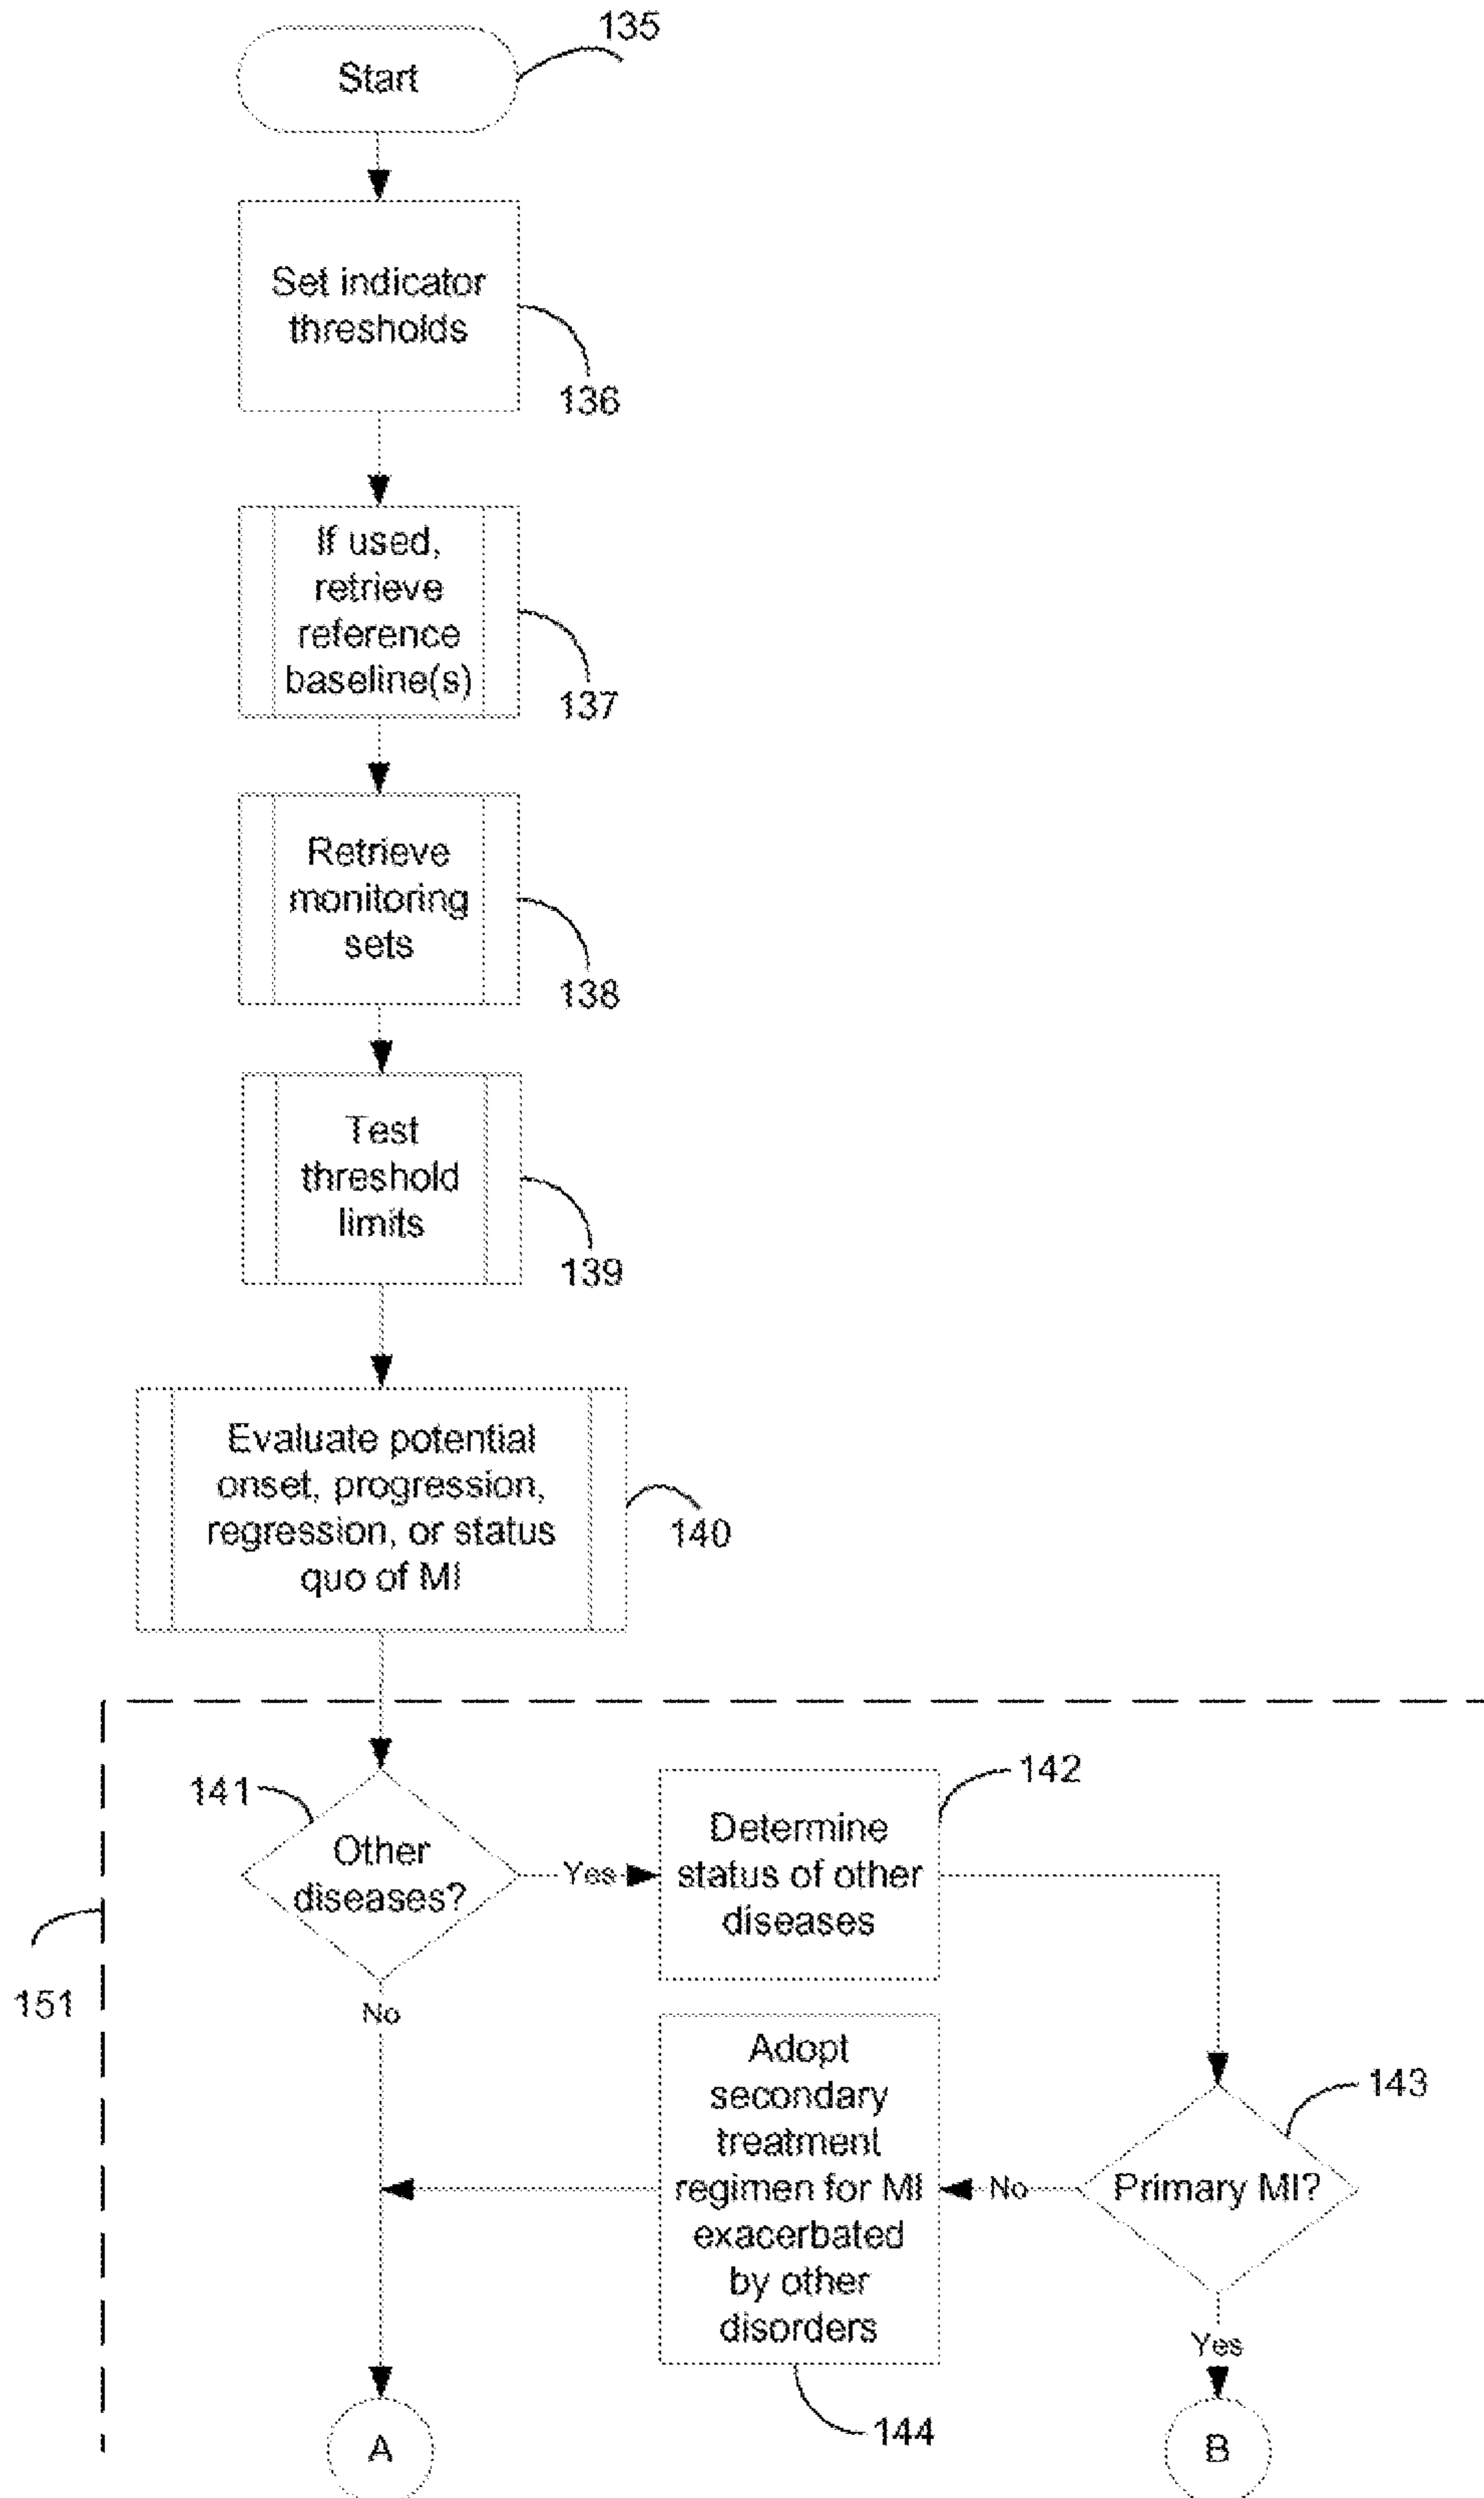 135
Start
Set indicator
thresholds
136
If used,
retrieve
reference
baseline(s)
137
Retrieve
monitoring
sets
138
Test
threshold
limits
139
Evaluate potential
onset, progression,
regression, or status
quo of MI
140
141
Other
diseases?
Yes
142
Determine
status of other
diseases
151
No
143
Primary MI?
No
Adopt
secondary
treatment
regimen for MI
exacerbated
by other
disorders
144
Yes
A
B